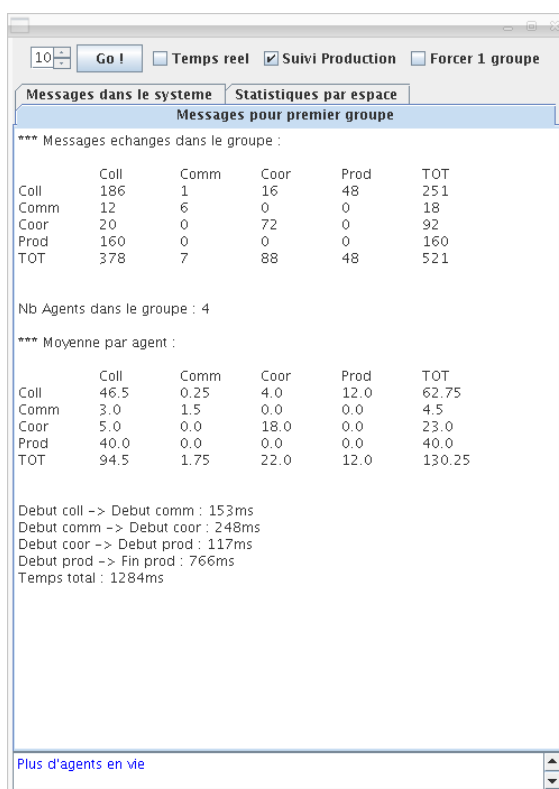 10 Go ! Temps reel Suivi Production Forcer 1 groupe
Messages dans le systeme Statistiques par espace
Messages pour premier groupe
*** Messages echanges dans le groupe :
Coll Comm Coor Prod TOT
Coll 186 1 16 48 251
Comm 12 6 0 0 18
Coor 20 0 72 0 92
Prod 160 0 0 0 160
TOT 378 7 88 48 521
Nb Agents dans le groupe : 4
*** Moyenne par agent :
Coll Comm Coor Prod TOT
Coll 46.5 0.25 4.0 12.0 62.75
Comm 3.0 1.5 0.0 0.0 4.5
Coor 5.0 0.0 18.0 0.0 23.0
Prod 40.0 0.0 0.0 0.0 40.0
TOT 94.5 1.75 22.0 12.0 130.25
Debut coll -> Debut comm : 153ms
Debut comm -> Debut coor : 248ms
Debut coor -> Debut prod : 117ms
Debut prod -> Fin prod : 766ms
Temps total : 1284ms
Plus d'agents en vie